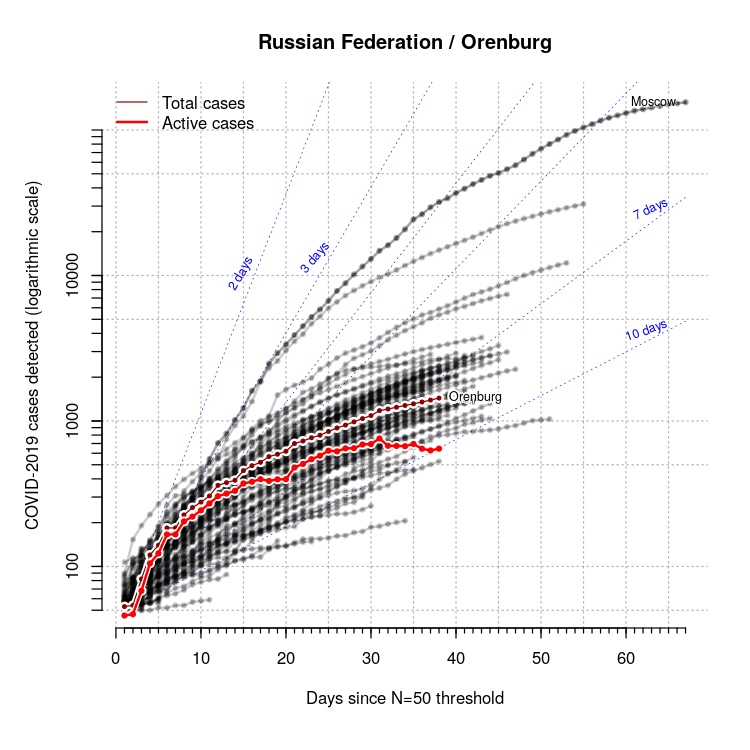 Russian Federation / Orenburg
Total cases
Active cases
Moscow
2 days
3 days
7 days
10 days
Orenburg
COVID-2019 cases detected (logarithmic scale)
10000
1000
100
0 10 20 30 40 50 60
Days since N=50 threshold